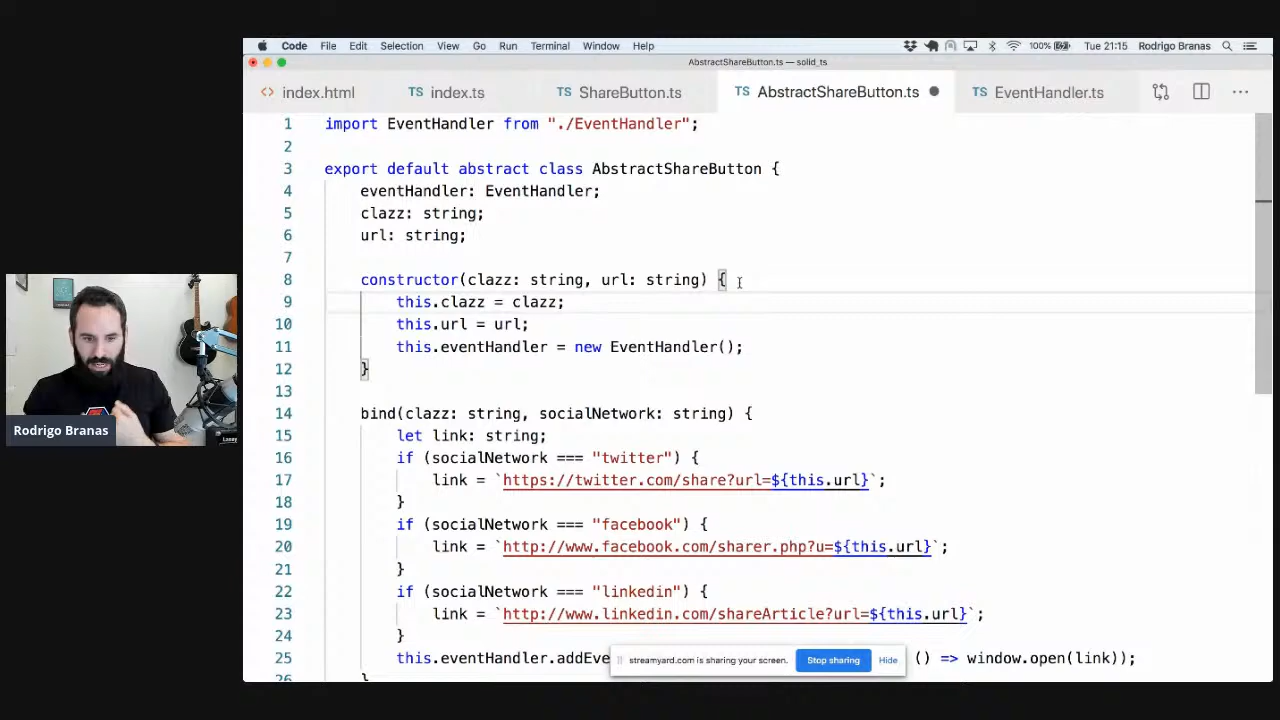 Code File Edit Selection View Go Run Terminal Window Help 100% Tue 21:15 Rodrigo Branas
AbstractShareButton.ts — solid_ts
<> index.html TS index.ts TS ShareButton.ts TS AbstractShareButton.ts TS EventHandler.ts
1 import EventHandler from "./EventHandler";
2
3 export default abstract class AbstractShareButton {
4 eventHandler: EventHandler;
5 clazz: string;
6 url: string;
7
8 constructor(clazz: string, url: string) {
9 this.clazz = clazz;
10 this.url = url;
11 this.eventHandler = new EventHandler();
12 }
13
14 bind(clazz: string, socialNetwork: string) {
15 let link: string;
16 if (socialNetwork === "twitter") {
17 link = `https://twitter.com/share?url=${this.url}`;
18 }
19 if (socialNetwork === "facebook") {
20 link = `http://www.facebook.com/sharer.php?u=${this.url}`;
21 }
22 if (socialNetwork === "linkedin") {
23 link = `http://www.linkedin.com/shareArticle?url=${this.url}`;
24 }
25 this.eventHandler.addEve () => window.open(link));
26 }
streamyard.com is sharing your screen. Stop sharing Hide
Rodrigo Branas